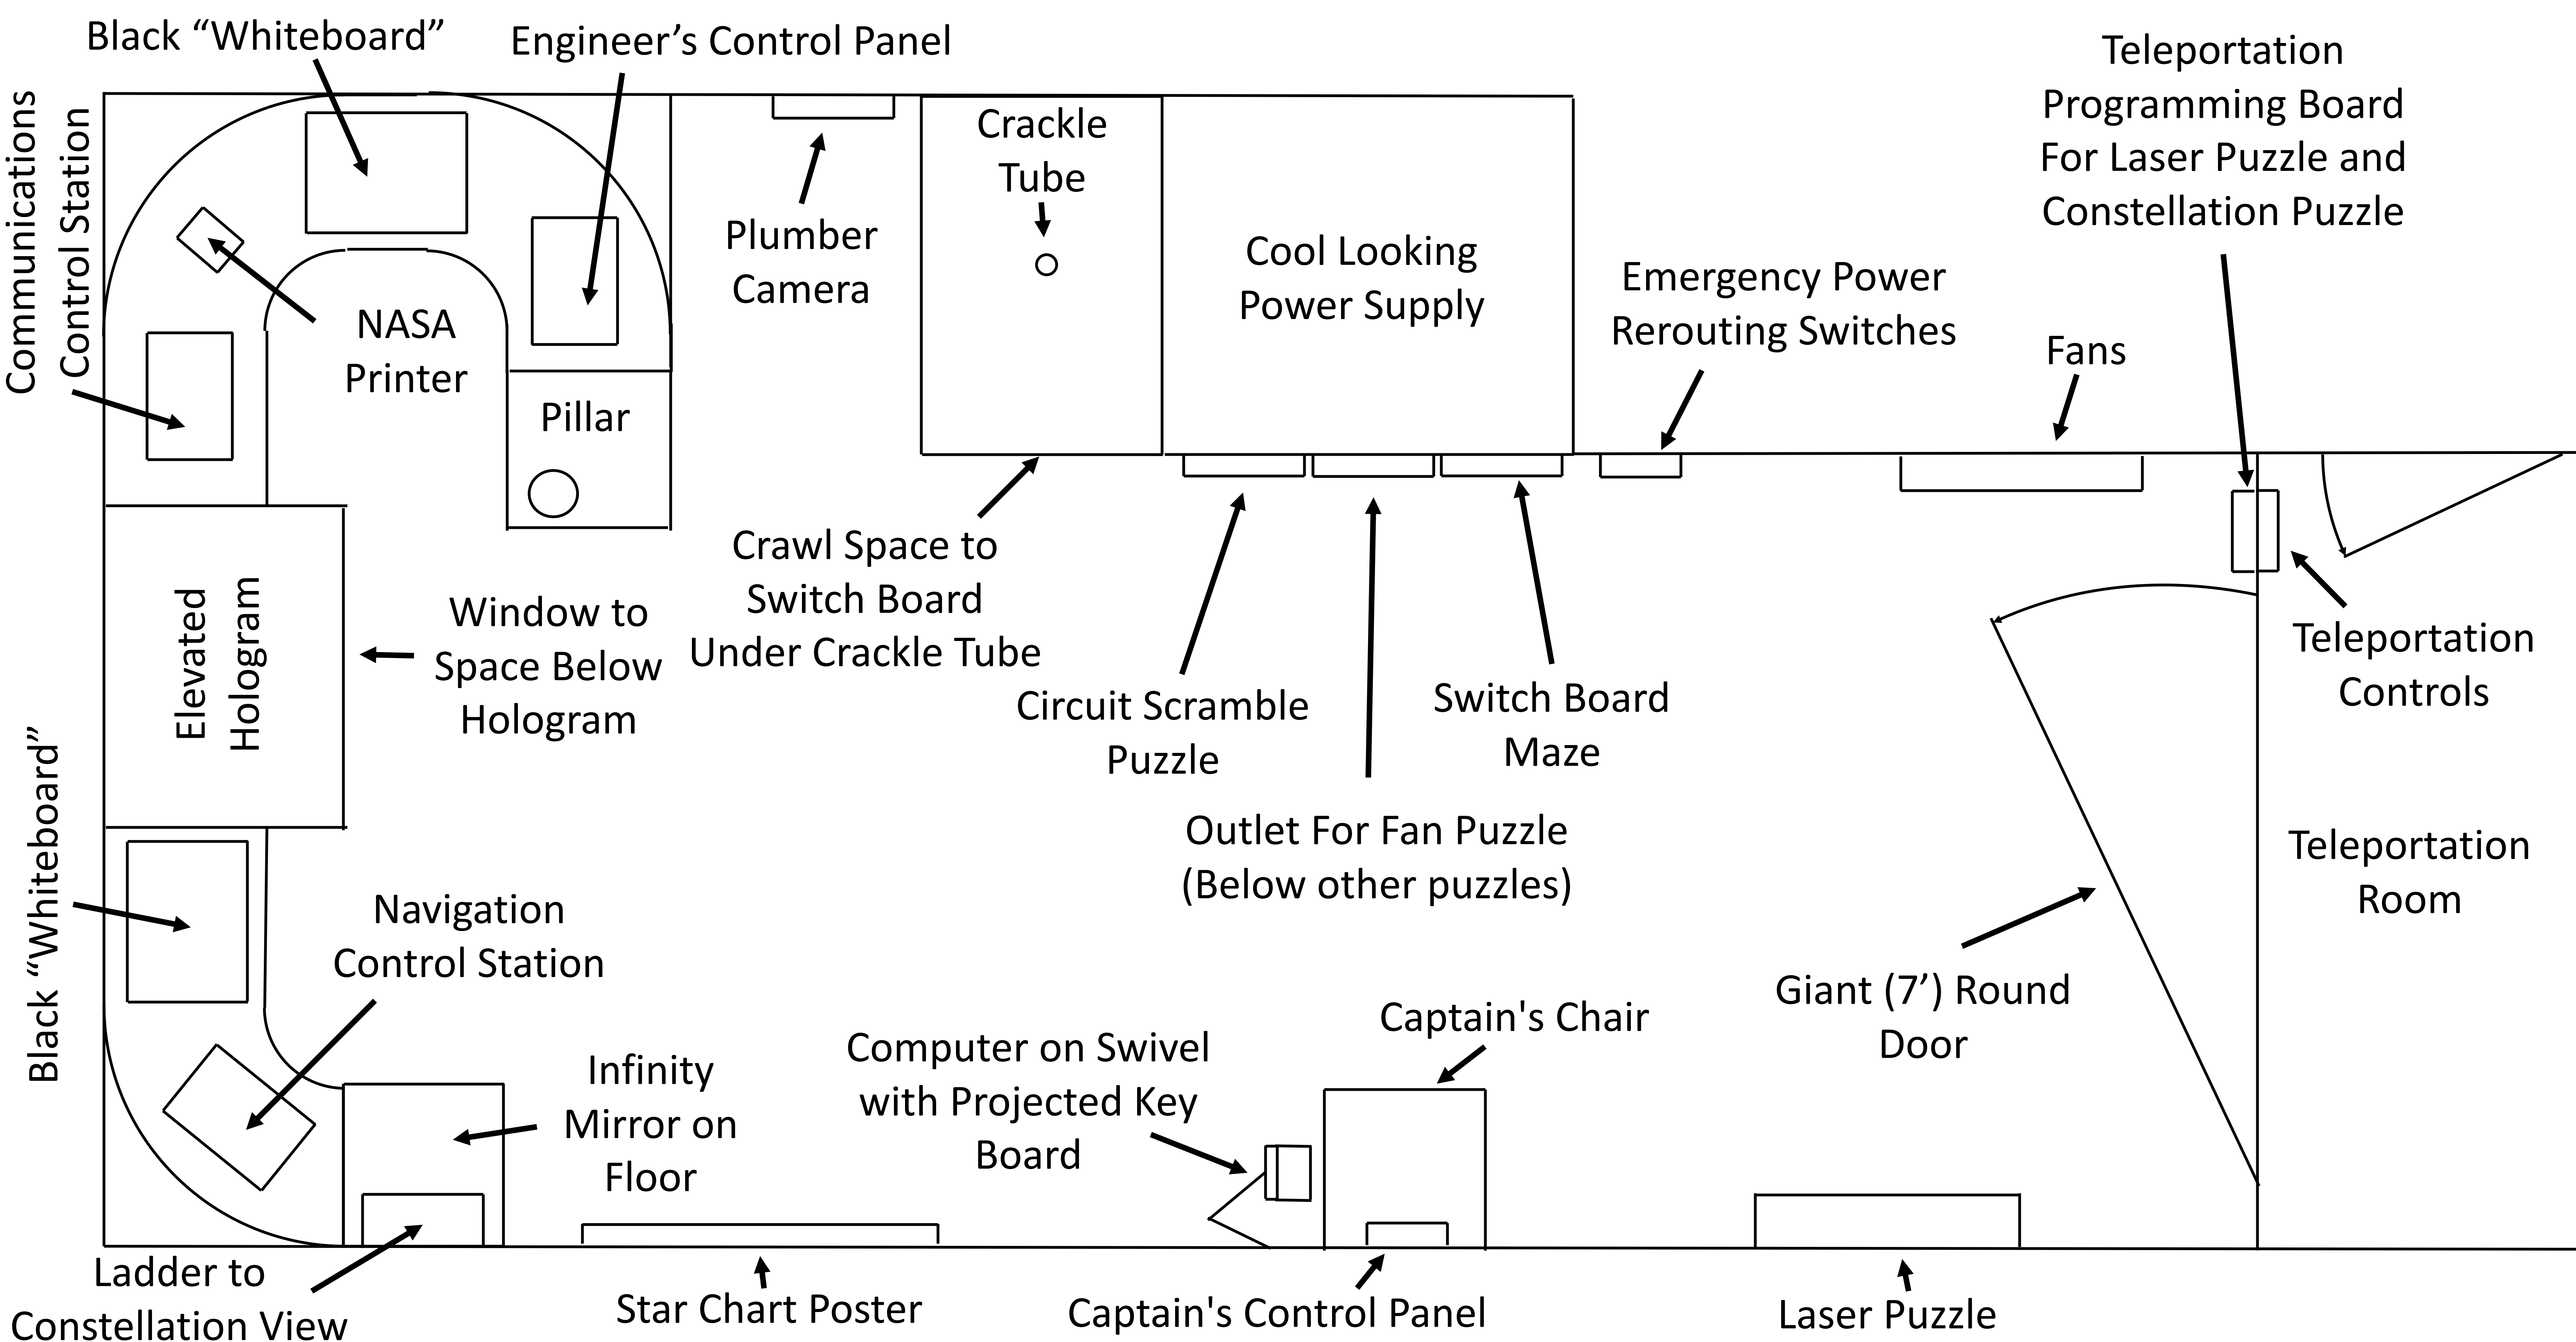 Black “Whiteboard”
Engineer’s Control Panel
Teleportation
Programming Board
For Laser Puzzle and
Constellation Puzzle
Communications
Control Station
Crackle
Tube
Plumber
Camera
Cool Looking
Power Supply
Emergency Power
Rerouting Switches
Fans
NASA
Printer
Pillar
Elevated
Hologram
Window to
Space Below
Hologram
Crawl Space to
Switch Board
Under Crackle Tube
Circuit Scramble
Puzzle
Switch Board
Maze
Teleportation
Controls
Outlet For Fan Puzzle
(Below other puzzles)
Teleportation
Room
Black “Whiteboard”
Navigation
Control Station
Giant (7’) Round
Door
Captain's Chair
Computer on Swivel
with Projected Key
Board
Infinity
Mirror on
Floor
Ladder to
Constellation View
Star Chart Poster
Captain's Control Panel
Laser Puzzle